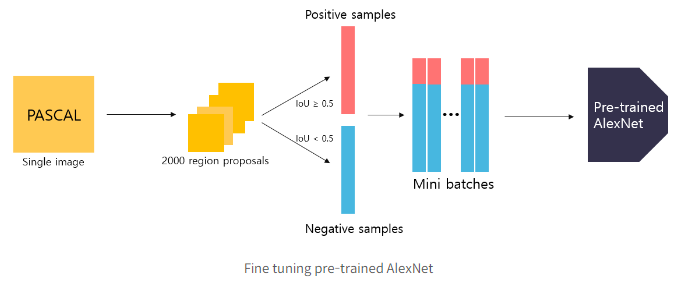 Positive samples
PASCAL
Single image
2000 region proposals
IoU ≥ 0.5
IoU < 0.5
Negative samples
Mini batches
Pre-trained
AlexNet
Fine tuning pre-trained AlexNet